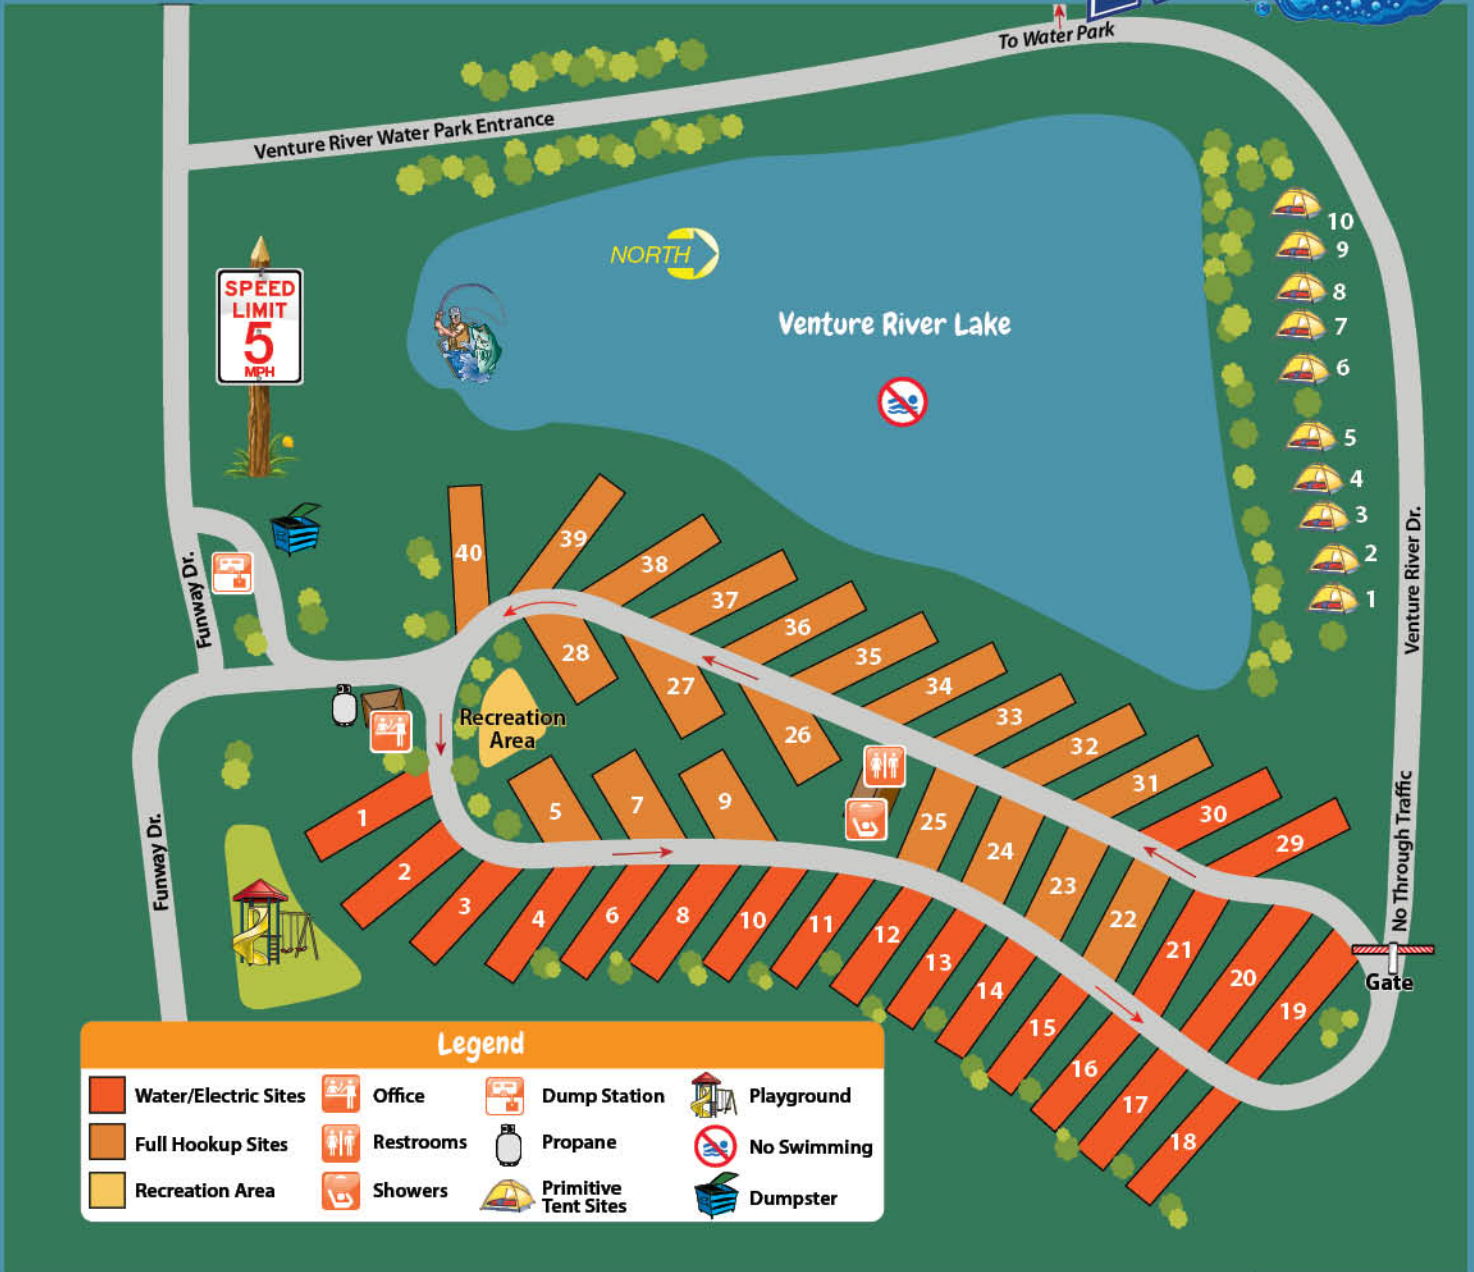 To Water Park
Venture River Water Park Entrance
SPEED
LIMIT
5
MPH
NORTH
Venture River Lake
10
9
8
7
6
5
4
3
2
1
Venture River Dr.
No Through Traffic
Gate
Funway Dr.
Funway Dr.
40
39
38
37
36
35
34
33
32
31
30
29
28
27
26
25
24
23
22
21
20
19
Recreation
Area
5
7
9
1
2
3
4
6
8
10
11
12
13
14
15
16
17
18
Legend
Water/Electric Sites
Full Hookup Sites
Recreation Area
Office
Restrooms
Showers
Dump Station
Propane
Primitive
Tent Sites
Playground
No Swimming
Dumpster